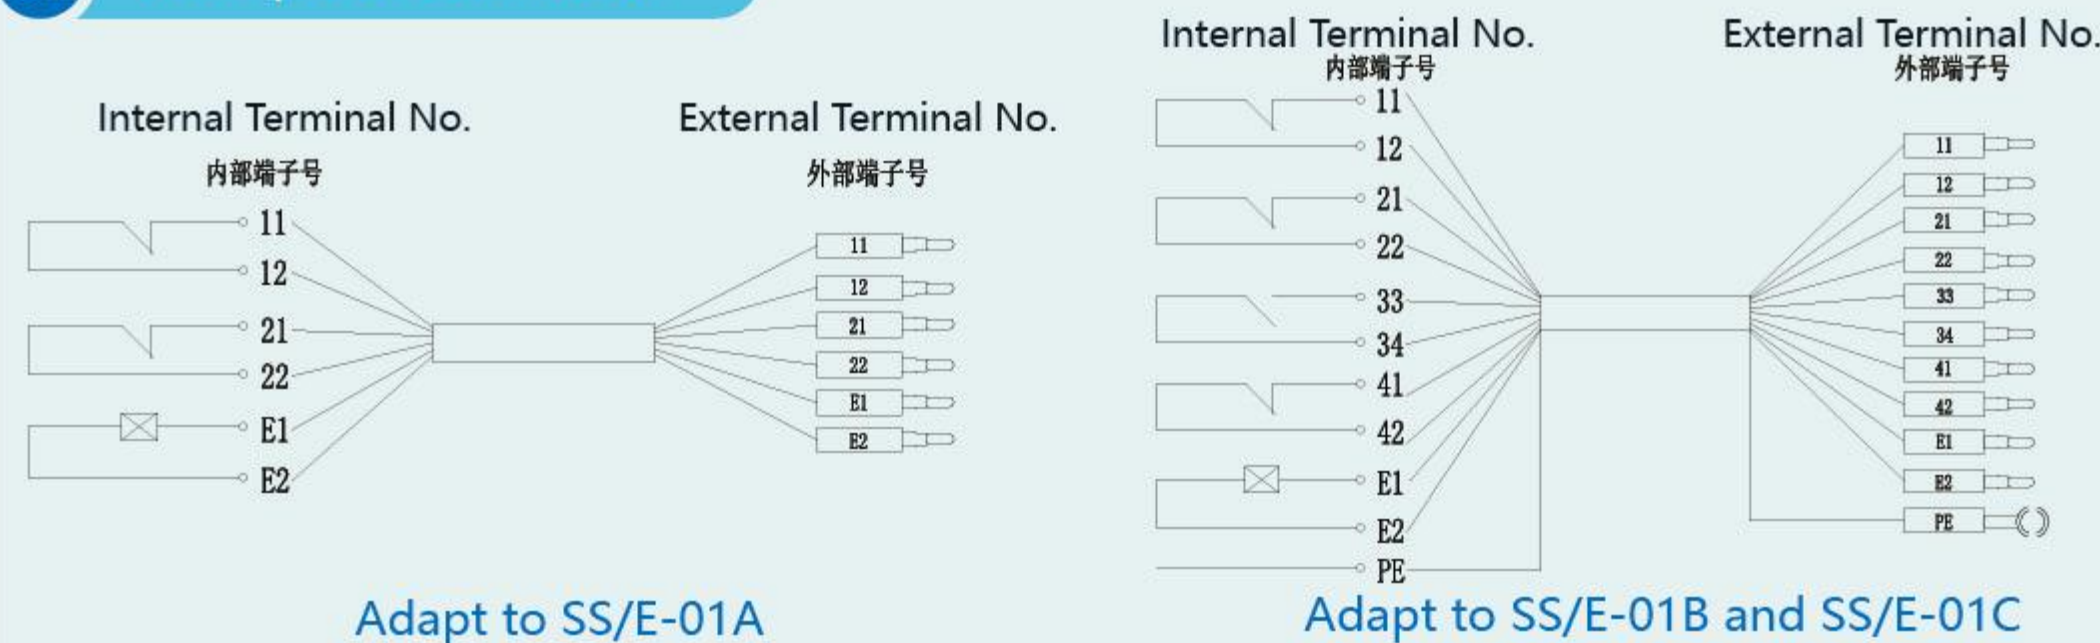 Internal Terminal No.
内部端子号
External Terminal No.
外部端子号
11
12
21
22
E1
E2
11
12
21
22
E1
E2
Adapt to SS/E-01A
Internal Terminal No.
内部端子号
External Terminal No.
外部端子号
11
12
21
22
33
34
41
42
E1
E2
PE
11
12
21
22
33
34
41
42
E1
E2
PE
Adapt to SS/E-01B and SS/E-01C